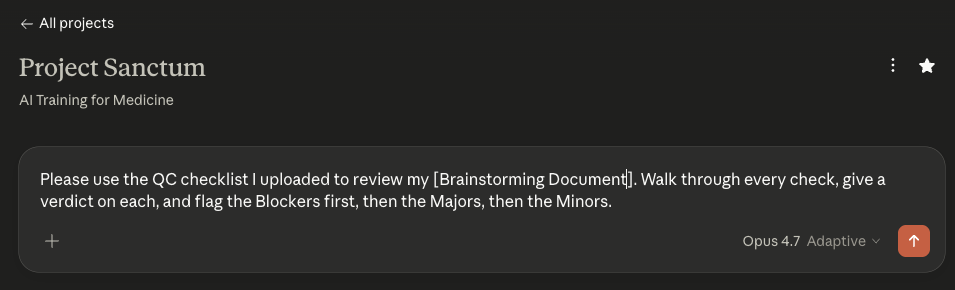 All projects
Project Sanctum
AI Training for Medicine
Please use the QC checklist I uploaded to review my [Brainstorming Document]. Walk through every check, give a
verdict on each, and flag the Blockers first, then the Majors, then the Minors.
Opus 4.7 Adaptive